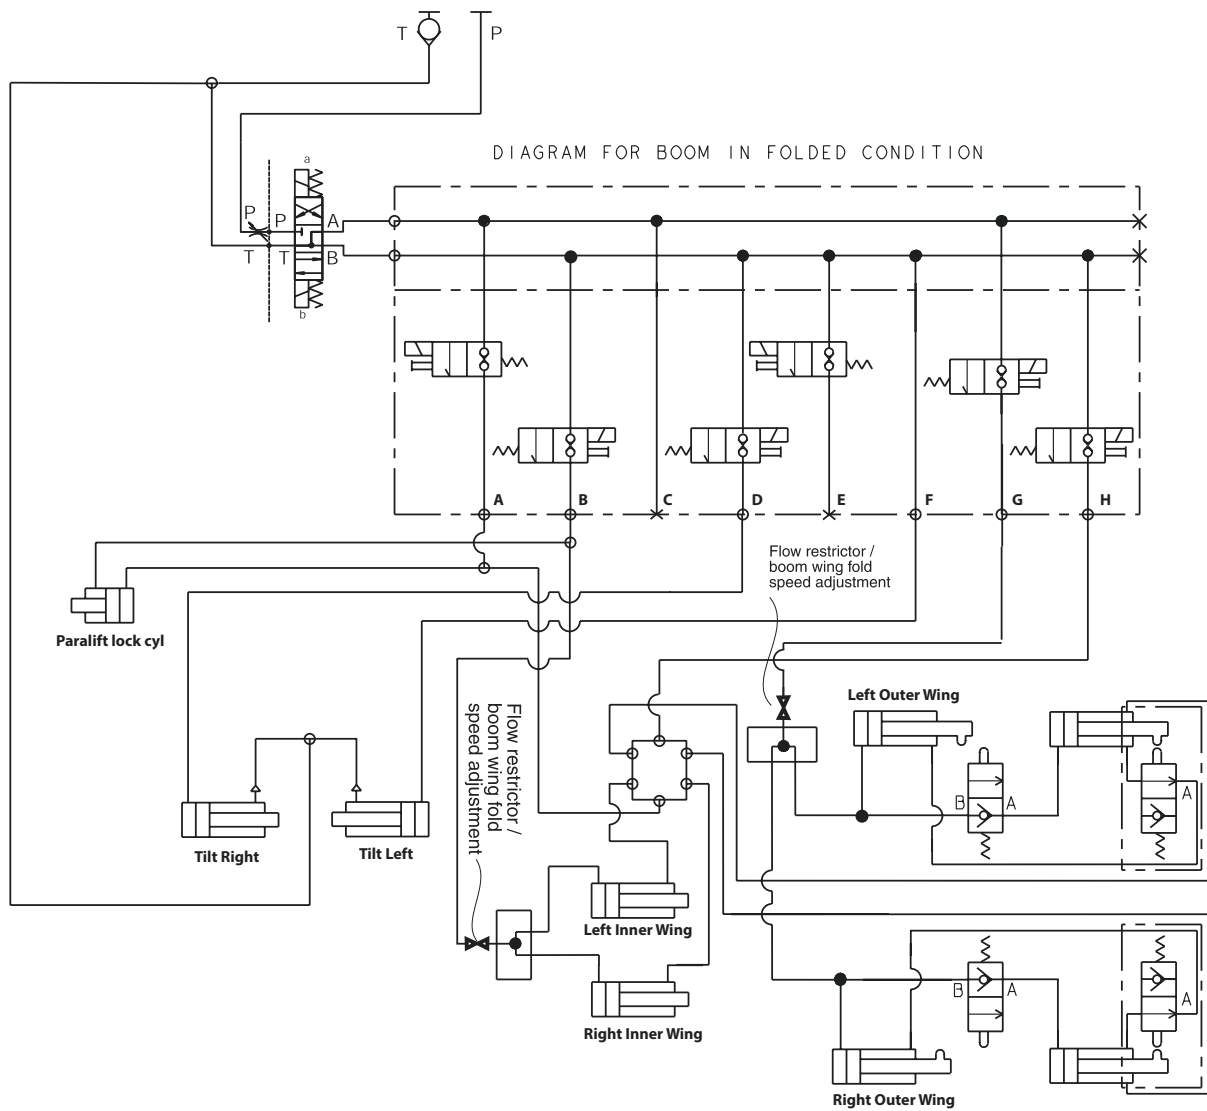 T
P
DIAGRAM FOR BOOM IN FOLDED CONDITION
a
P
P
A
T
T
B
b
A
B
C
D
E
F
G
H
Flow restrictor /
boom wing fold
speed adjustment
Paralift lock cyl
Left Outer Wing
Flow restrictor /
boom wing fold
speed adjustment
B
A
A
Tilt Right
Tilt Left
Left Inner Wing
Right Inner Wing
B
A
A
Right Outer Wing